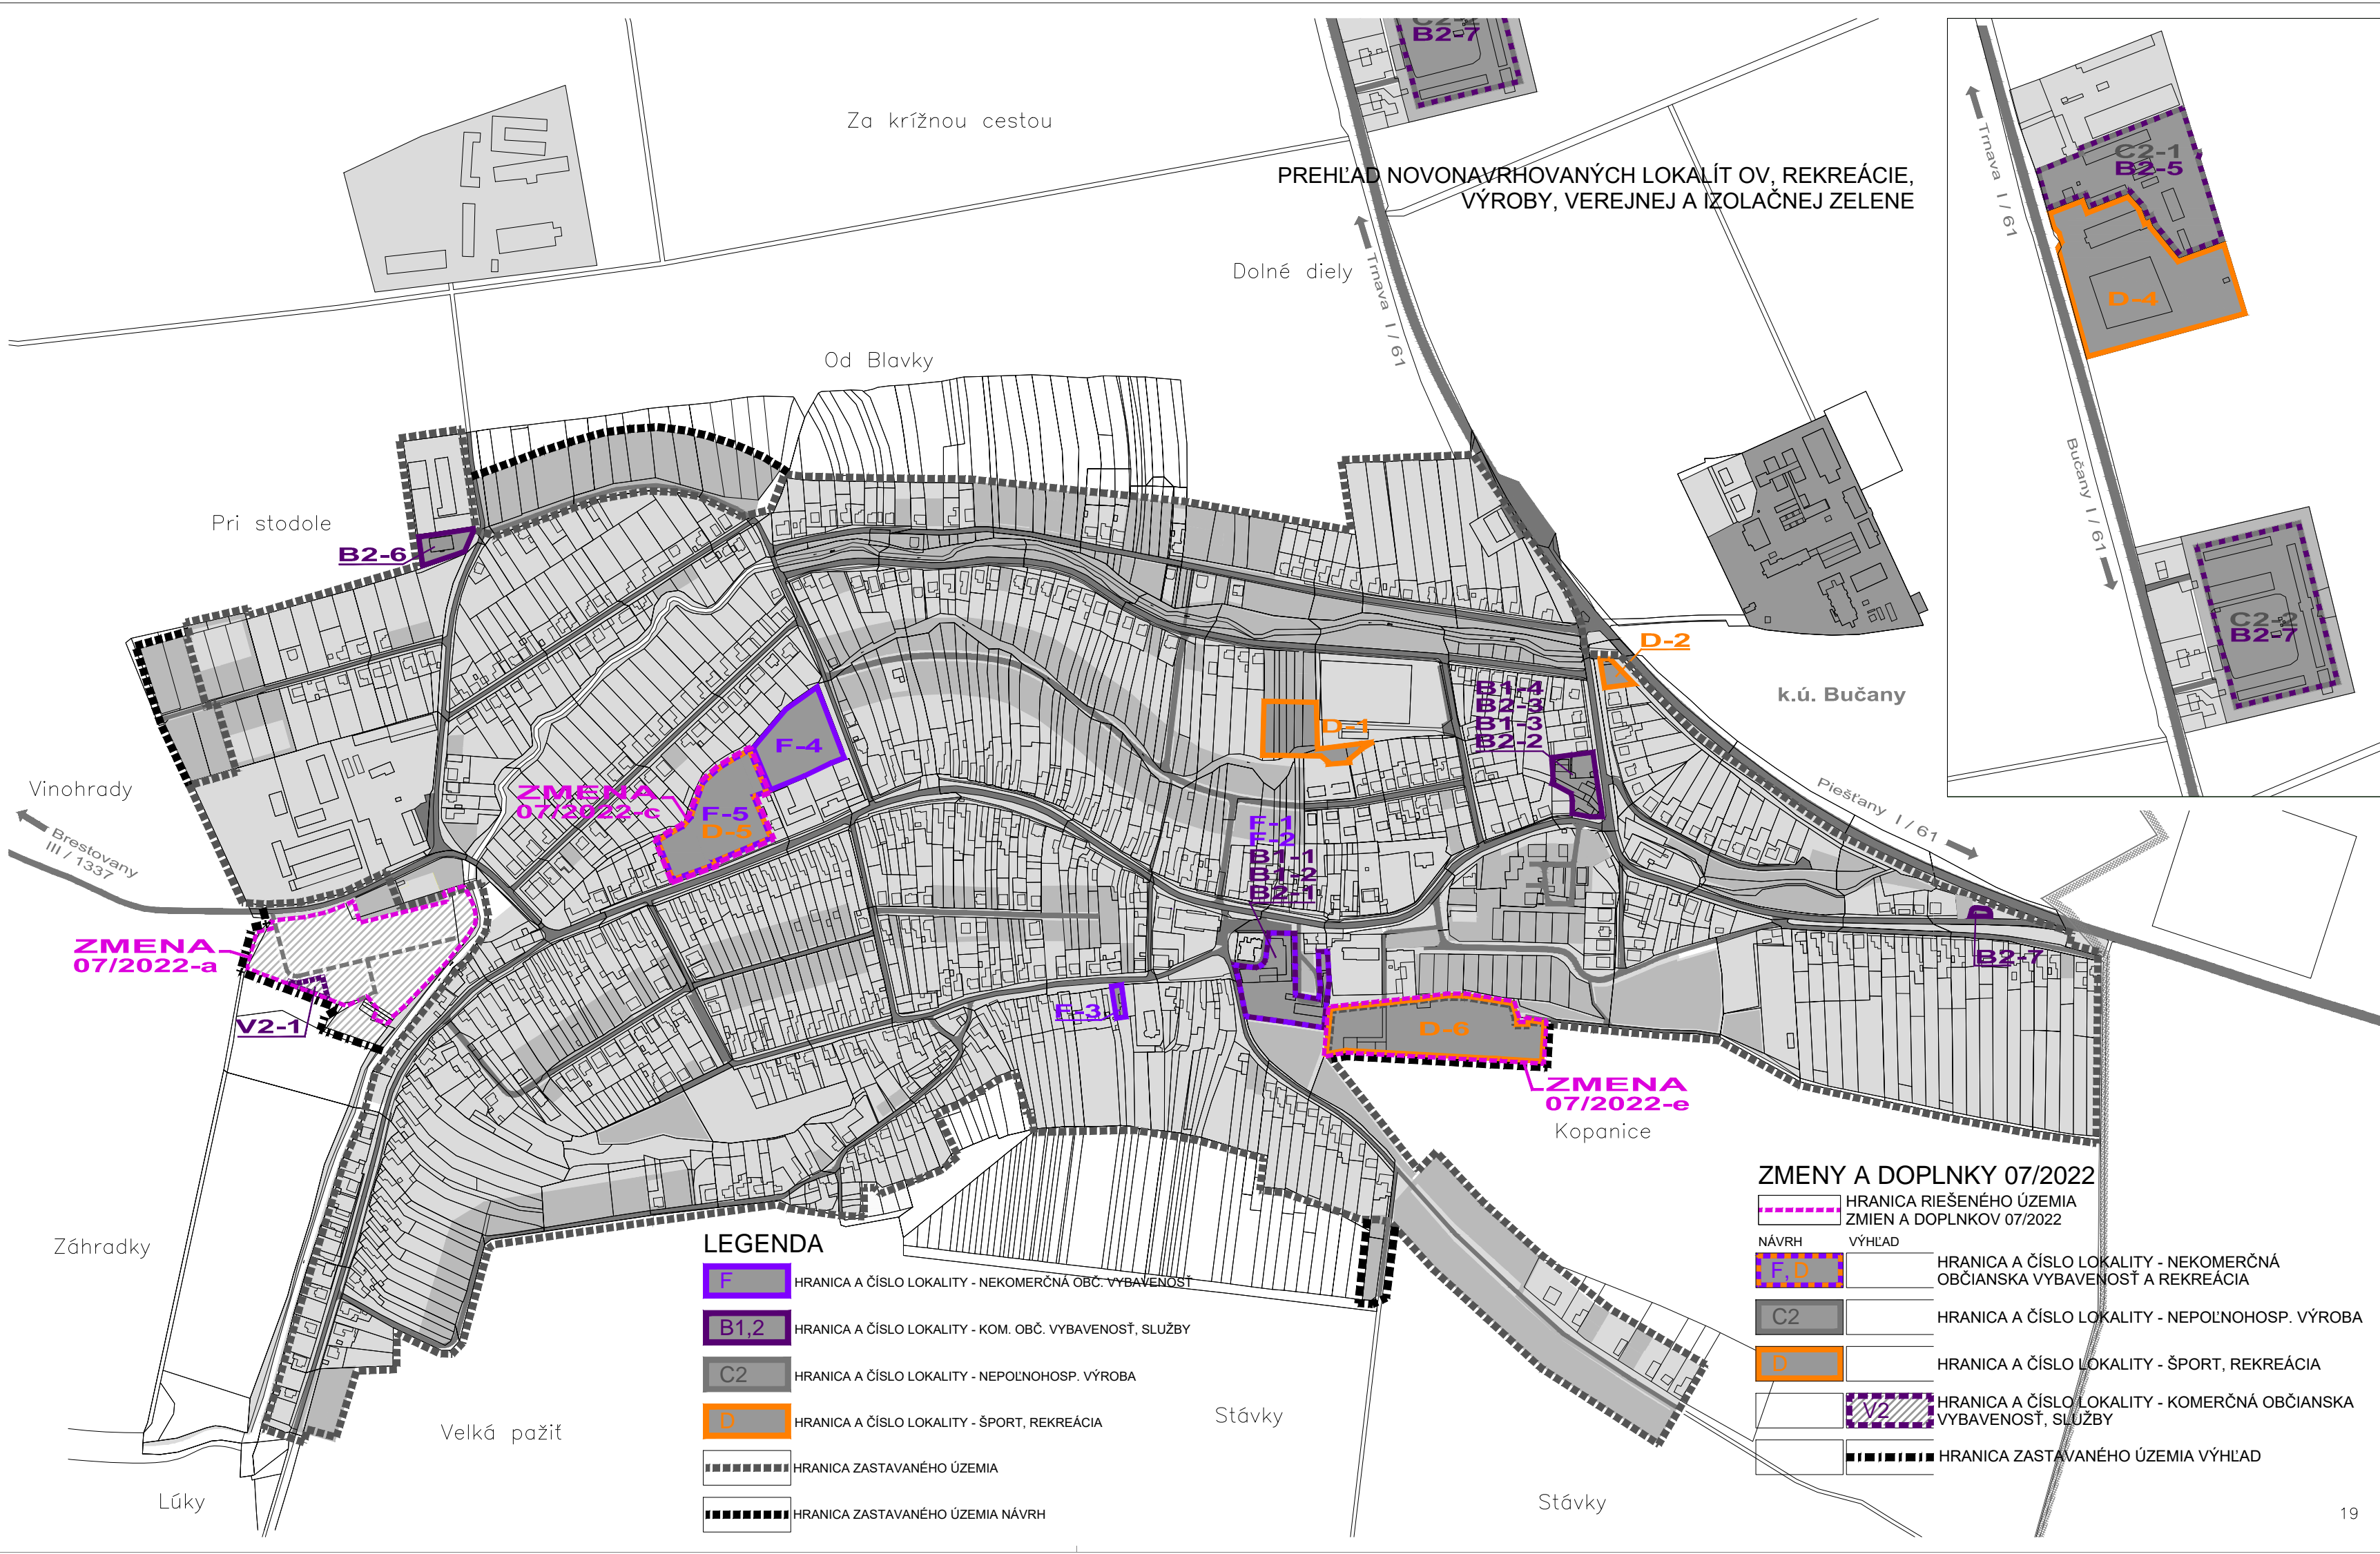 C2-2
B2-7
Za krížnou cestou
PREHĽAD NOVONAVRHOVANÝCH LOKALÍT OV, REKREÁCIE,
VÝROBY, VEREJNEJ A IZOLAČNEJ ZELENE
Dolné diely
Trnava I / 61
Trnava I / 61
C2-1
B2-5
D-4
Bučany I / 61
C2-2
B2-7
Od Blavky
Pri stodole
B2-6
D-2
k.ú. Bučany
B1-4
B2-3
B1-3
B2-2
D-1
F-4
ZMENA
07/2022-c
F-5
D-5
Vinohrady
Brestovany
III / 1337
Piešťany I / 61
F-1
F-2
B1-1
B1-2
B2-1
ZMENA
07/2022-a
V2-1
B2-7
F-3
D-6
ZMENA
07/2022-e
Kopanice
Záhradky
Velká pažiť
Lúky
Stávky
Stávky
LEGENDA
F HRANICA A ČÍSLO LOKALITY - NEKOMERČNÁ OBČ. VYBAVENOSŤ
B1,2 HRANICA A ČÍSLO LOKALITY - KOM. OBČ. VYBAVENOSŤ, SLUŽBY
C2 HRANICA A ČÍSLO LOKALITY - NEPOĽNOHOSP. VÝROBA
D HRANICA A ČÍSLO LOKALITY - ŠPORT, REKREÁCIA
HRANICA ZASTAVANÉHO ÚZEMIA
HRANICA ZASTAVANÉHO ÚZEMIA NÁVRH
ZMENY A DOPLNKY 07/2022
HRANICA RIEŠENÉHO ÚZEMIA
ZMIEN A DOPLNKOV 07/2022
NÁVRH VÝHĽAD
F, D HRANICA A ČÍSLO LOKALITY - NEKOMERČNÁ
OBČIANSKA VYBAVENOSŤ A REKREÁCIA
C2 HRANICA A ČÍSLO LOKALITY - NEPOĽNOHOSP. VÝROBA
D HRANICA A ČÍSLO LOKALITY - ŠPORT, REKREÁCIA
V2 HRANICA A ČÍSLO LOKALITY - KOMERČNÁ OBČIANSKA
VYBAVENOSŤ, SLUŽBY
HRANICA ZASTAVANÉHO ÚZEMIA VÝHĽAD
19